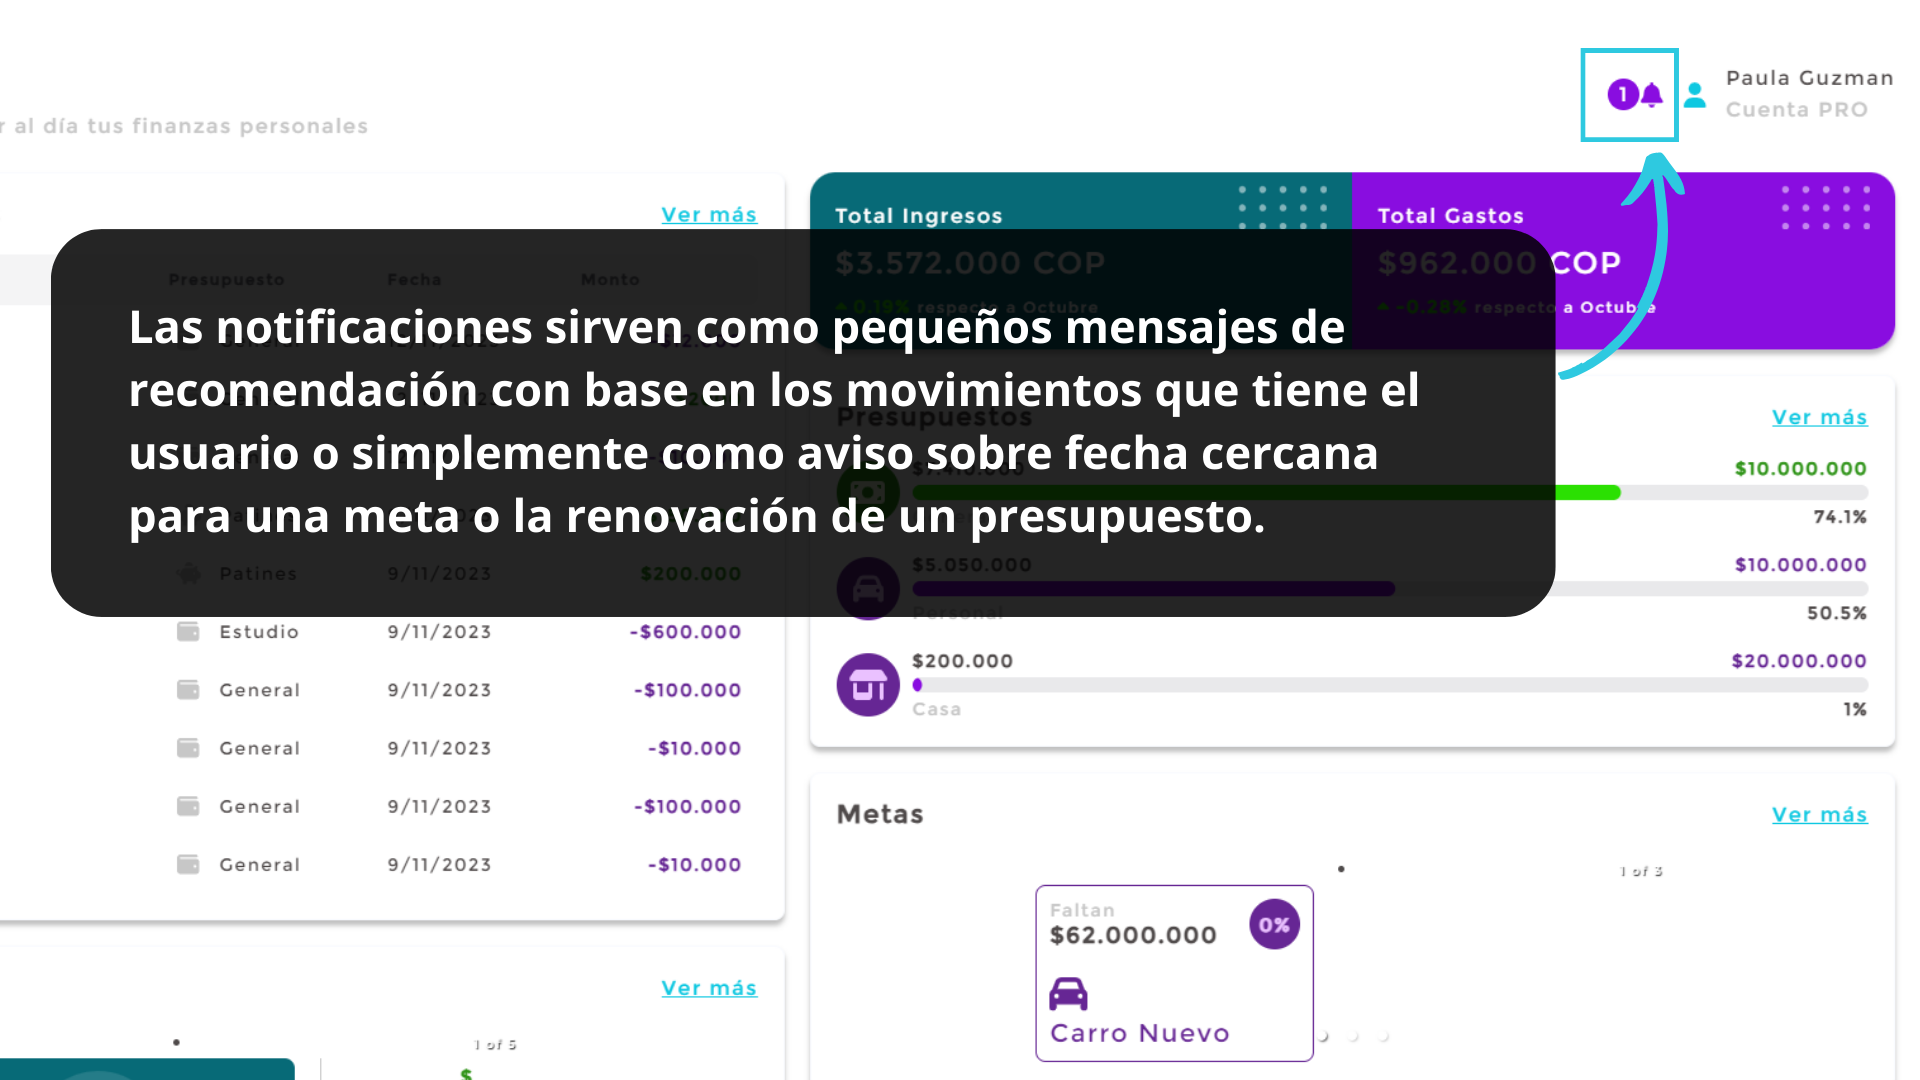 1
Paula Guzman
Cuenta PRO
r al día tus finanzas personales
Ver más
Presupuesto Fecha Monto
Las notificaciones sirven como pequeños mensajes de
recomendación con base en los movimientos que tiene el
usuario o simplemente como aviso sobre fecha cercana
para una meta o la renovación de un presupuesto.
Patines 9/11/2023 $200.000
Estudio 9/11/2023 -$600.000
General 9/11/2023 -$100.000
General 9/11/2023 -$10.000
General 9/11/2023 -$100.000
General 9/11/2023 -$10.000
Ver más
1 of 5
$
Total Ingresos
$3.572.000 COP
0.19% respecto a Octubre
Total Gastos
$962.000 COP
-0.28% respecto a Octubre
Presupuestos
Ver más
$10.000.000
74.1%
$5.050.000 $10.000.000
Personal 50.5%
$200.000 $20.000.000
Casa 1%
Metas
Ver más
1 of 3
Faltan
$62.000.000
0%
Carro Nuevo